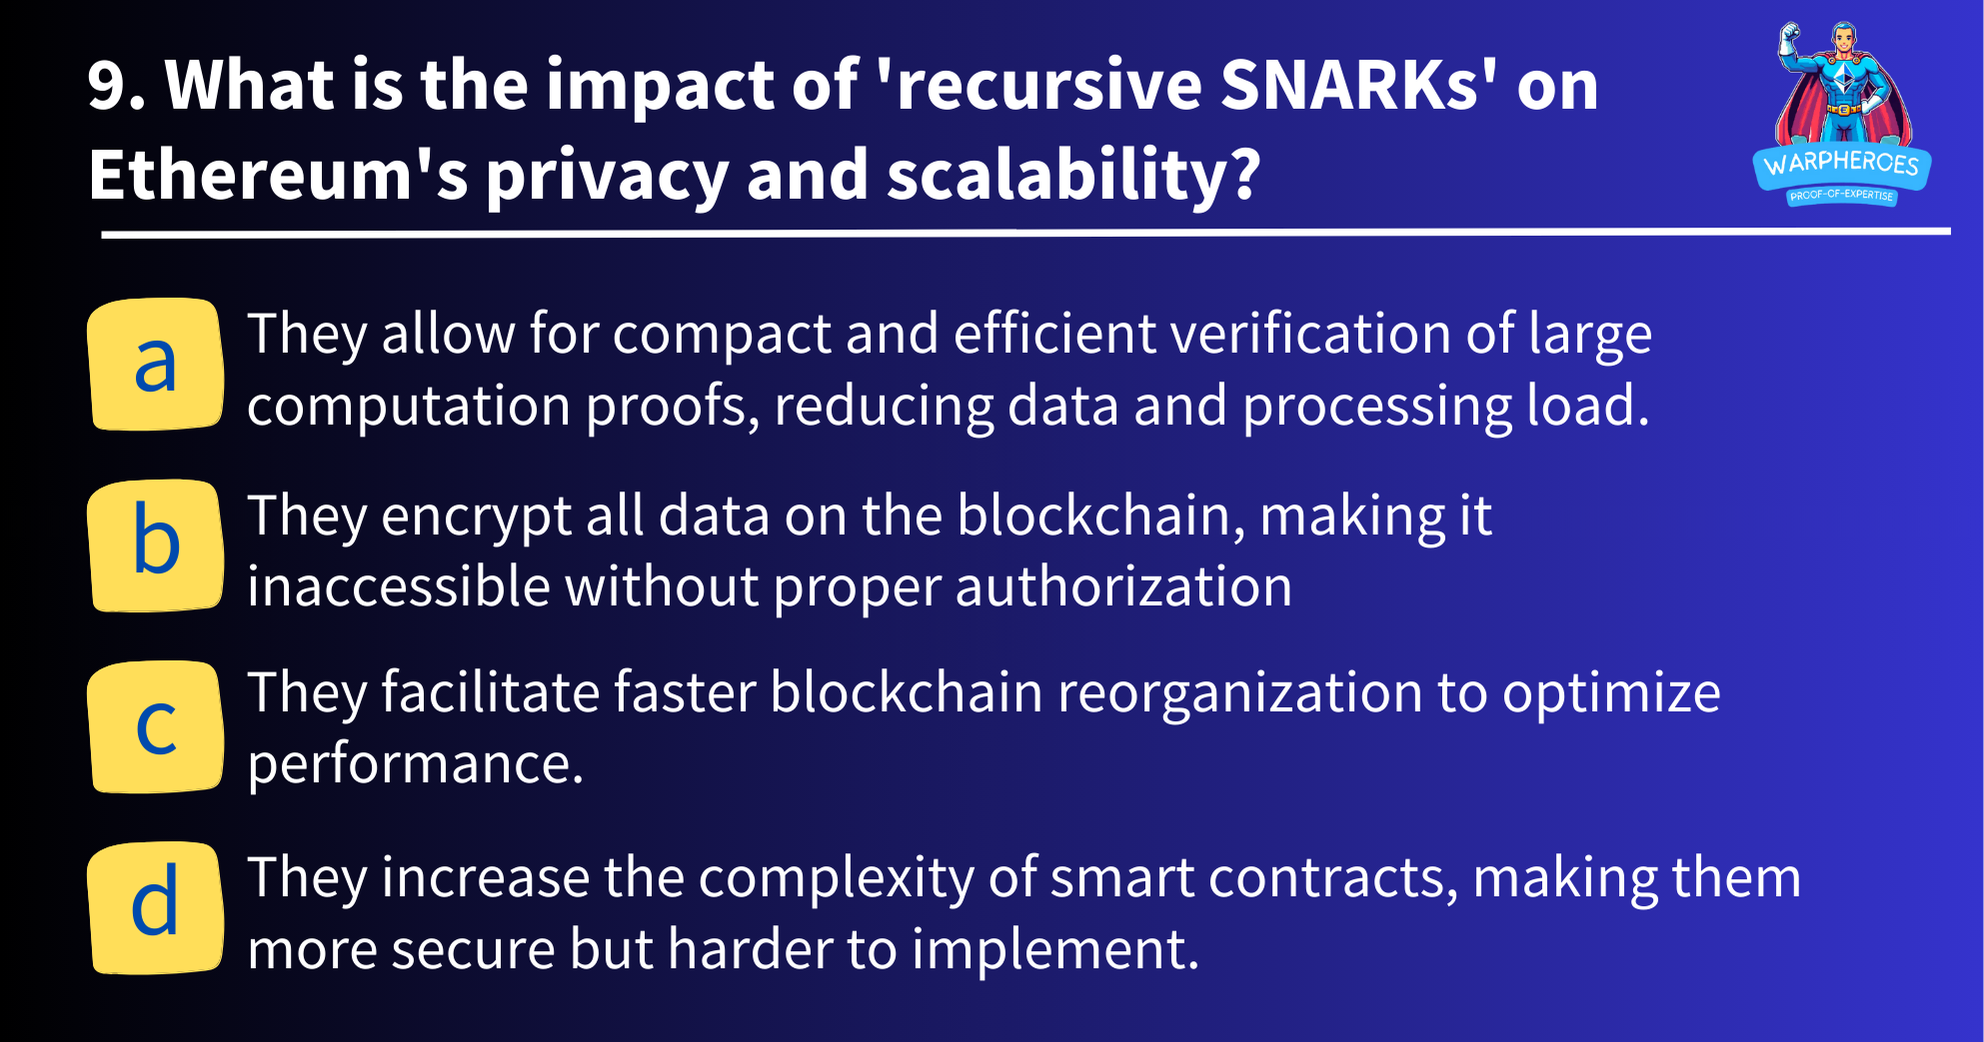 9. What is the impact of 'recursive SNARKs' on
Ethereum's privacy and scalability?
WARPHEROES
PROOF-OF-EXPERTISE
a
They allow for compact and efficient verification of large
computation proofs, reducing data and processing load.
b
They encrypt all data on the blockchain, making it
inaccessible without proper authorization
c
They facilitate faster blockchain reorganization to optimize
performance.
d
They increase the complexity of smart contracts, making them
more secure but harder to implement.